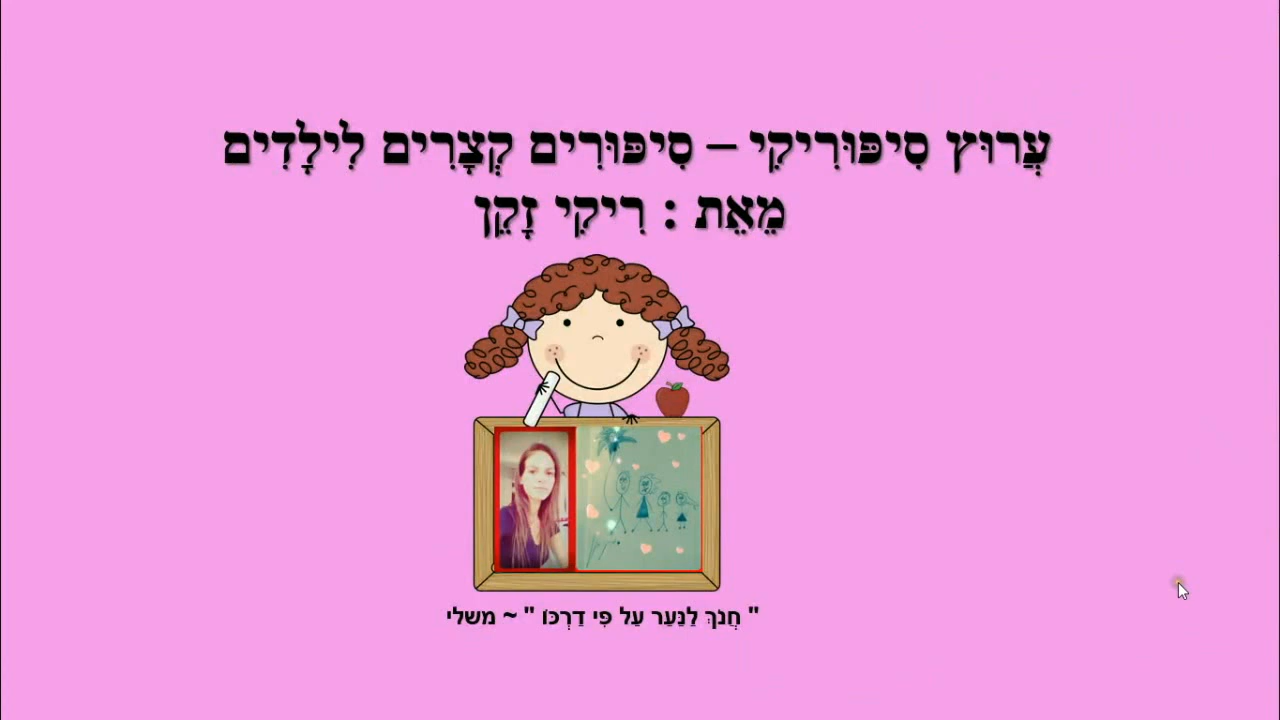 עֲרוּץ סִיפּוּרִיקִי – סִיפּוּרִים קְצָרִים לִילָדִים
מֵאֵת : רִיקִי זָקֵן
" חֲנֹךְ לַנַּעַר עַל פִּי דַרְכּוֹ " ~ משלי